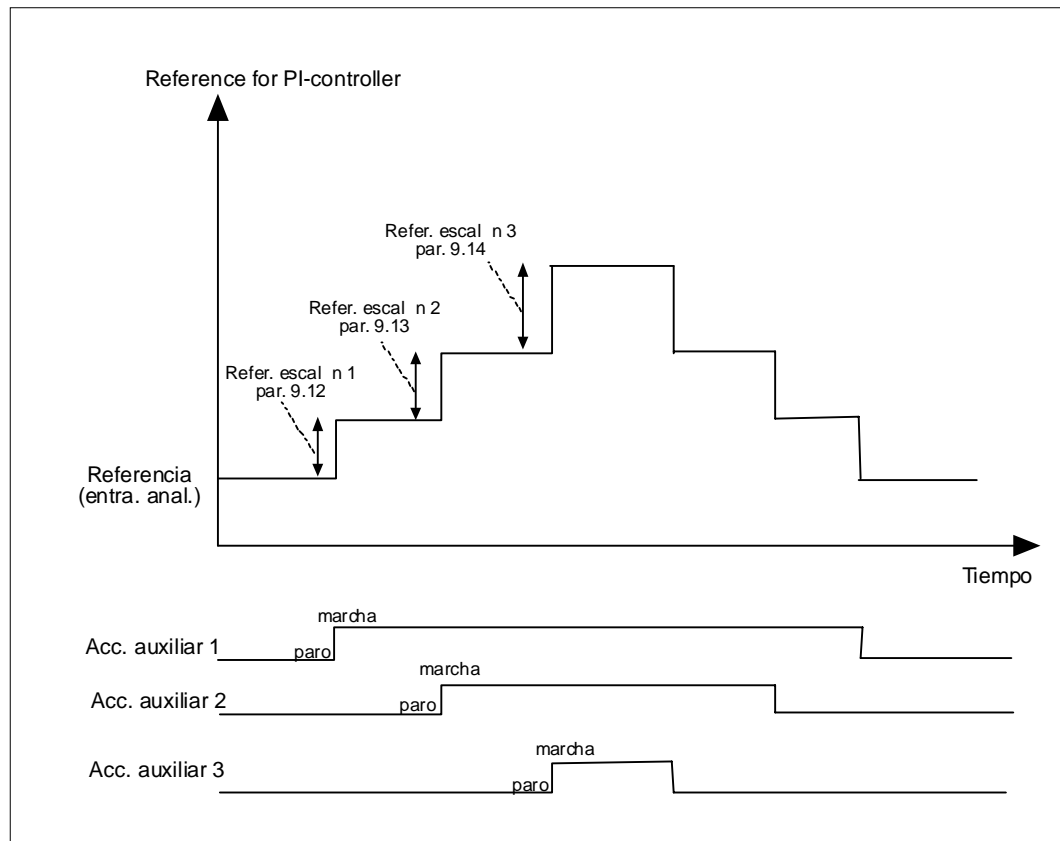 Reference for PI-controller
Refer. escal n 3
par. 9.14
Refer. escal n 2
par. 9.13
Refer. escal n 1
par. 9.12
Referencia
(entra. anal.)
Tiempo
marcha
Acc. auxiliar 1
paro
marcha
Acc. auxiliar 2
paro
marcha
Acc. auxiliar 3
paro